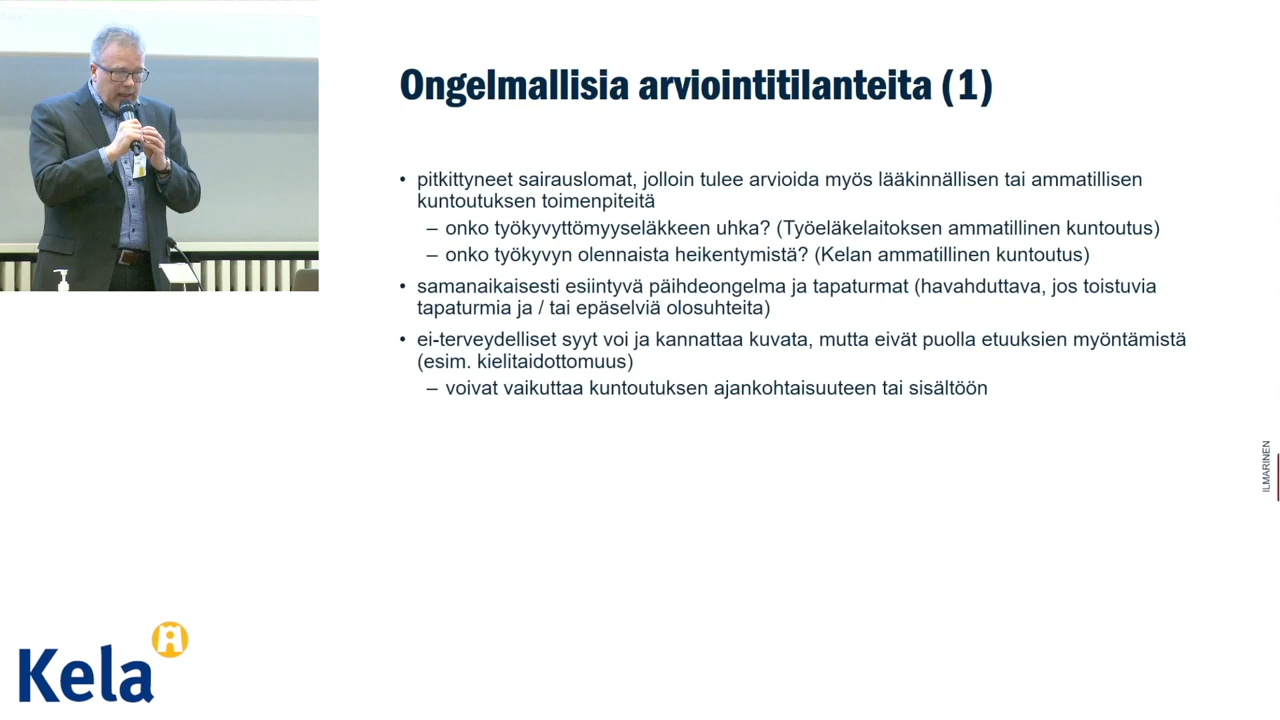 Ongelmallisia arviointitilanteita (1)
• pitkittyneet sairauslomat, jolloin tulee arvioida myös lääkinnällisen tai ammatillisen
kuntoutuksen toimenpiteitä
– onko työkyvyttömyyseläkkeen uhka? (Työeläkelaitoksen ammatillinen kuntoutus)
– onko työkyvyn olennaista heikentymistä? (Kelan ammatillinen kuntoutus)
• samanaikaisesti esiintyvä päihdeongelma ja tapaturmat (havahduttava, jos toistuvia
tapaturmia ja / tai epäselviä olosuhteita)
• ei-terveydelliset syyt voi ja kannattaa kuvata, mutta eivät puolla etuuksien myöntämistä
(esim. kielitaidottomuus)
– voivat vaikuttaa kuntoutuksen ajankohtaisuuteen tai sisältöön
ILMARINEN
Kela